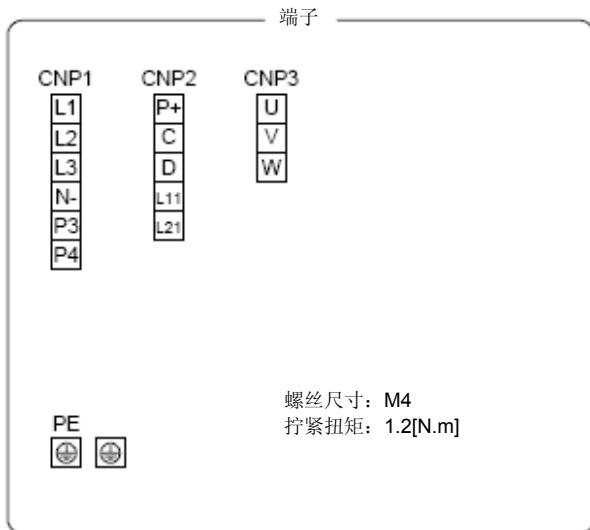 端子
CNP1 CNP2 CNP3
L1 P+ U
L2 C V
L3 D W
N- L11
P3 L21
P4
螺丝尺寸：M4
拧紧扭矩：1.2[N.m]
PE